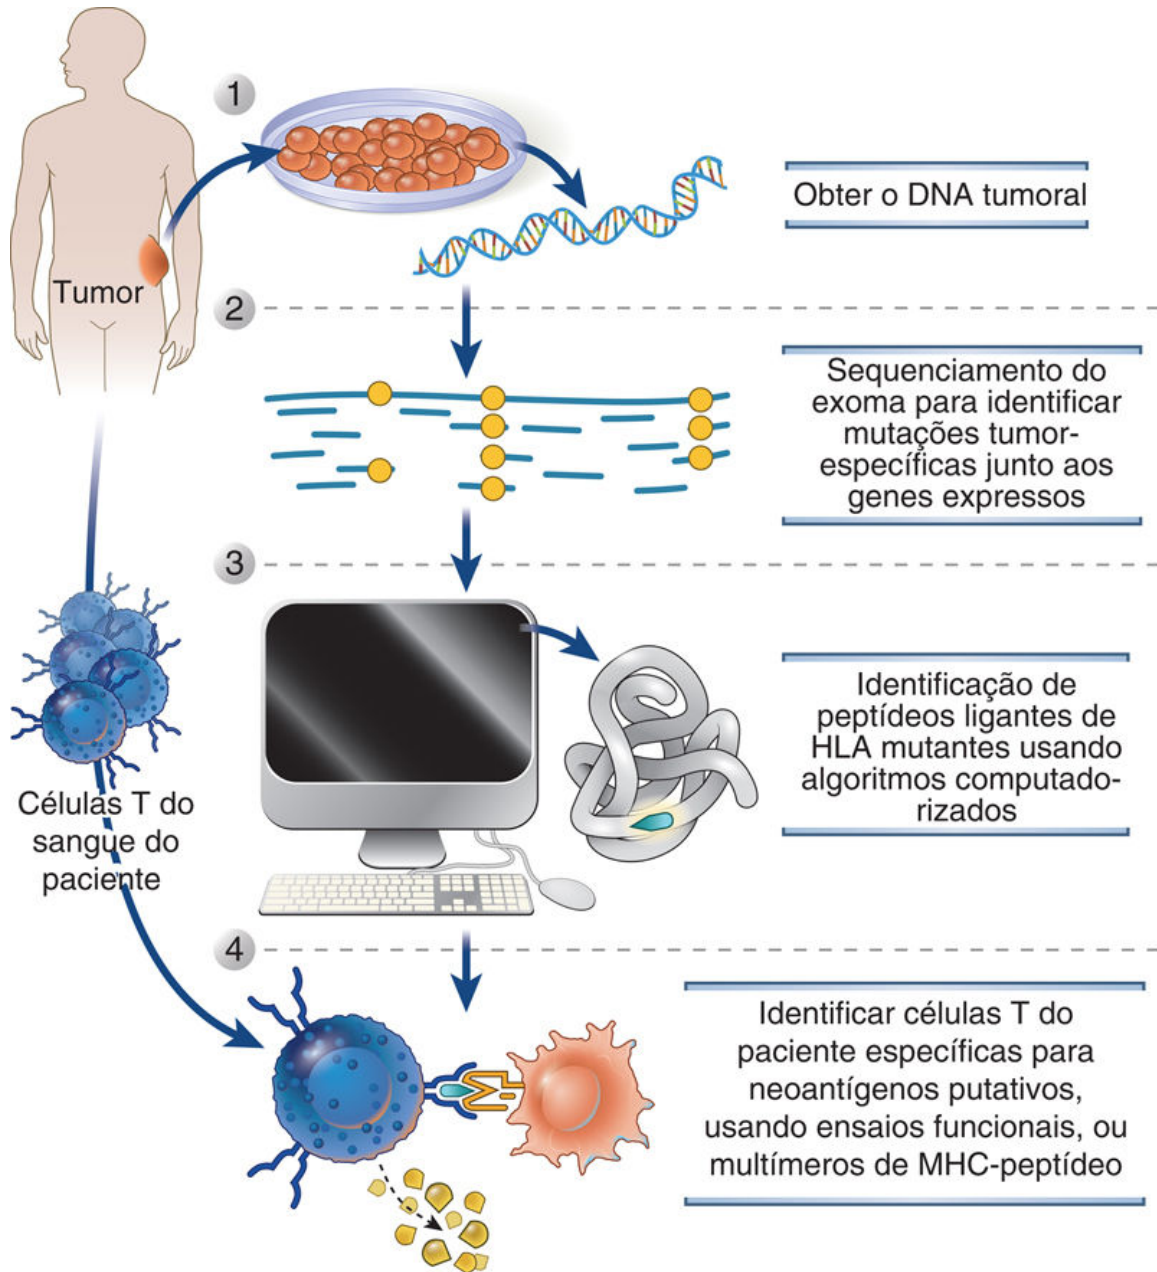 1
Obter o DNA tumoral
Tumor
2
Sequenciamento do
exoma para identificar
mutações tumor-
específicas junto aos
genes expressos
3
Identificação de
peptídeos ligantes de
HLA mutantes usando
algoritmos computado-
rizados
Células T do
sangue do
paciente
4
Identificar células T do
paciente específicas para
neoantígenos putativos,
usando ensaios funcionais, ou
multímeros de MHC-peptídeo